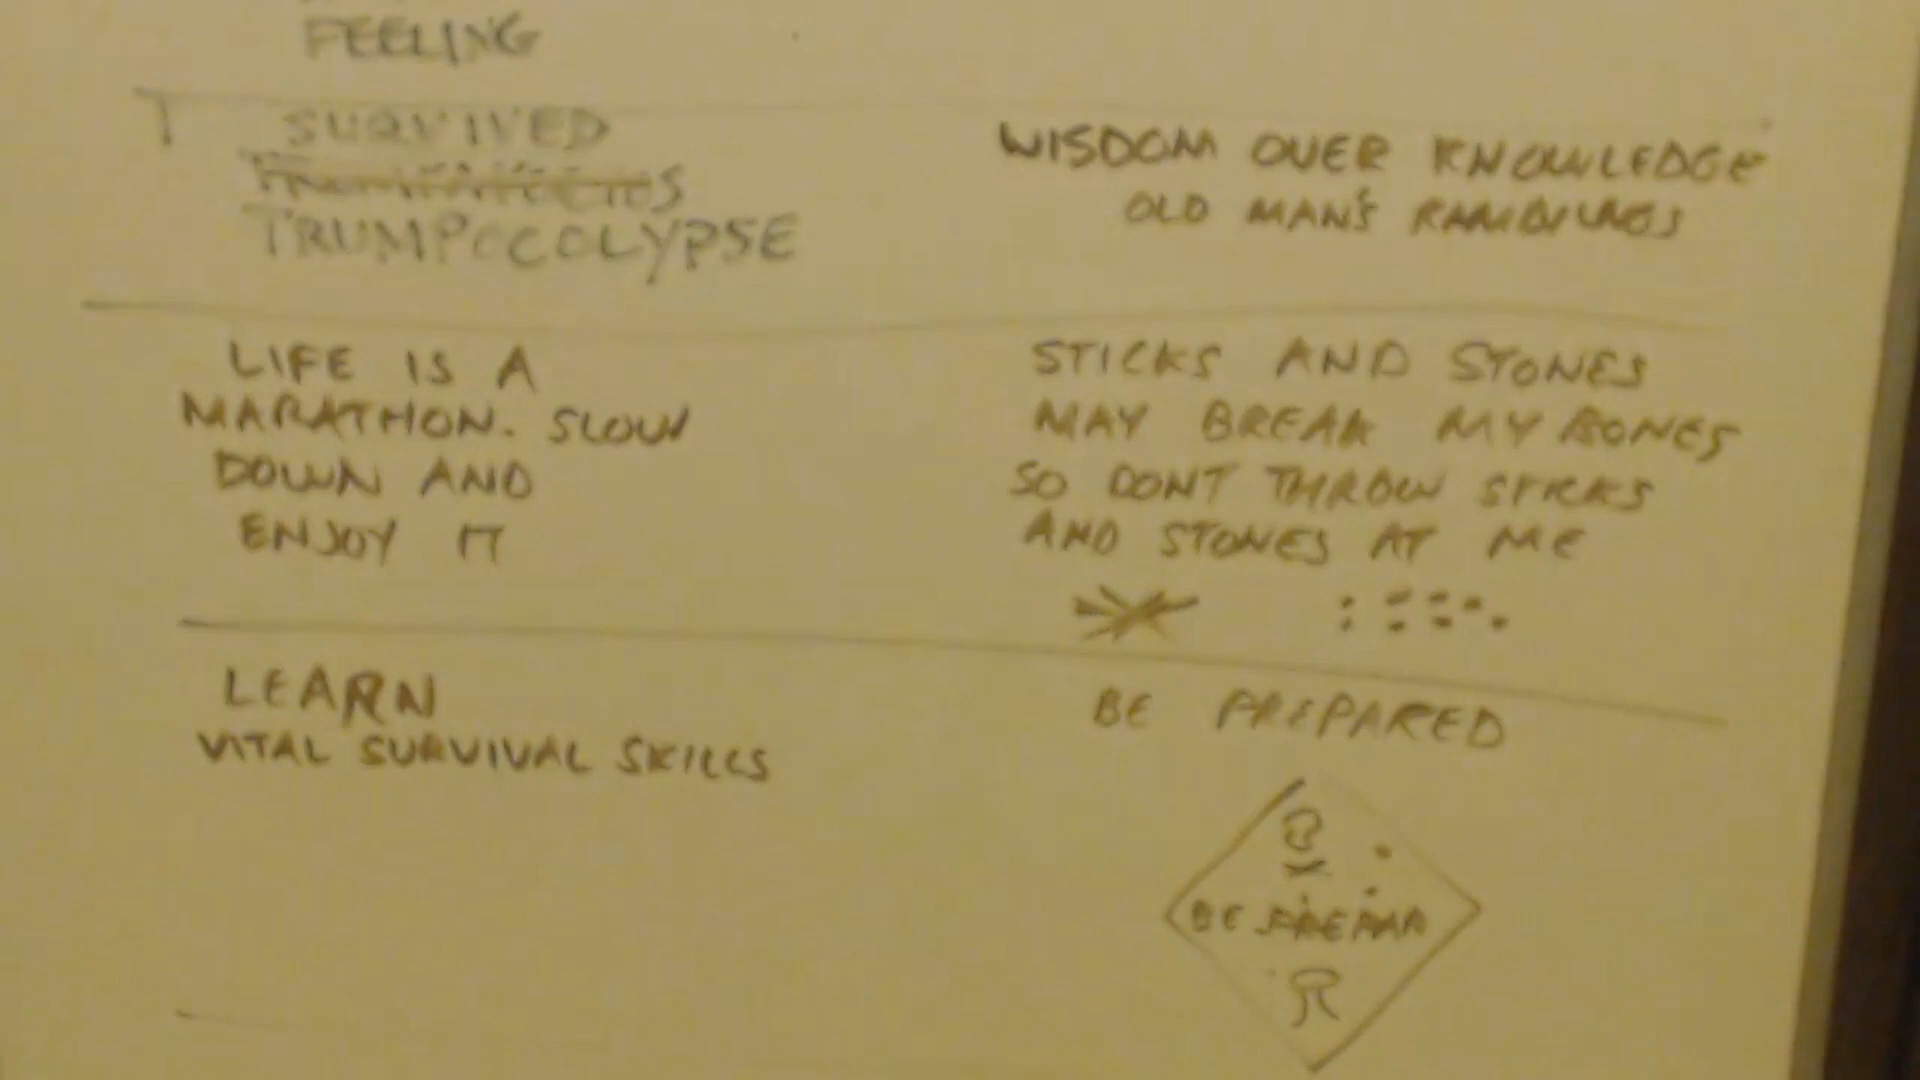 FEELING
I SURVIVED
TRUMPOCOLYPSE
WISDOM OVER KNOWLEDGE
OLD MAN'S RAMBLINGS
LIFE IS A
MARATHON. SLOW
DOWN AND
ENJOY IT
STICKS AND STONES
MAY BREAK MY BONES
SO DONT THROW STICKS
AND STONES AT ME
LEARN
VITAL SURVIVAL SKILLS
BE PREPARED
BE